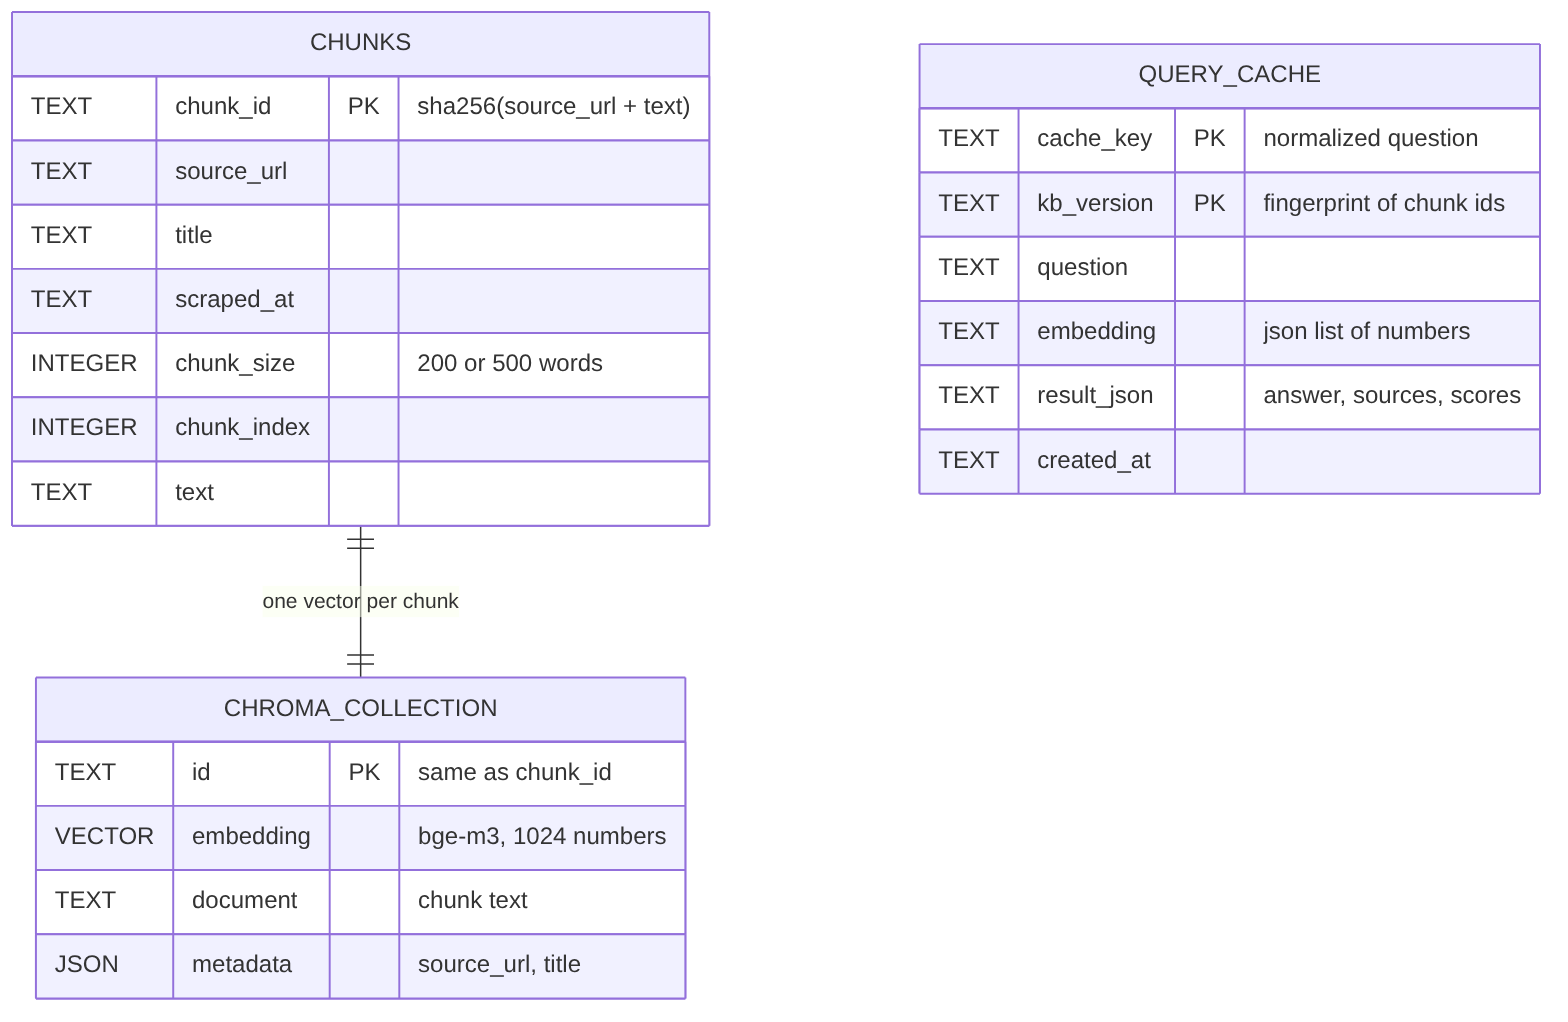 CHUNKS
TEXT chunk_id PK sha256(source_url + text)
TEXT source_url
TEXT title
TEXT scraped_at
INTEGER chunk_size 200 or 500 words
INTEGER chunk_index
TEXT text
one vector per chunk
CHROMA_COLLECTION
TEXT id PK same as chunk_id
VECTOR embedding bge-m3, 1024 numbers
TEXT document chunk text
JSON metadata source_url, title
QUERY_CACHE
TEXT cache_key PK normalized question
TEXT kb_version PK fingerprint of chunk ids
TEXT question
TEXT embedding json list of numbers
TEXT result_json answer, sources, scores
TEXT created_at